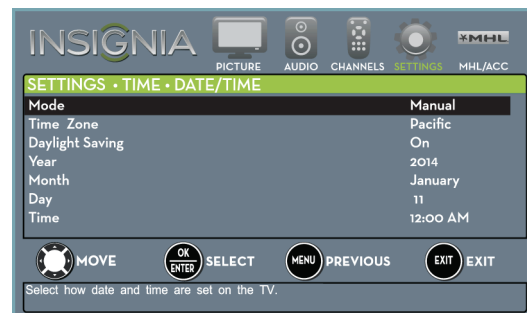 INSIGNIA
PICTURE AUDIO CHANNELS SETTINGS MHL MHL/ACC
SETTINGS • TIME • DATE/TIME
Mode Manual
Time Zone Pacific
Daylight Saving On
Year 2014
Month January
Day 11
Time 12:00 AM
MOVE OK ENTER SELECT MENU PREVIOUS EXIT EXIT
Select how date and time are set on the TV.